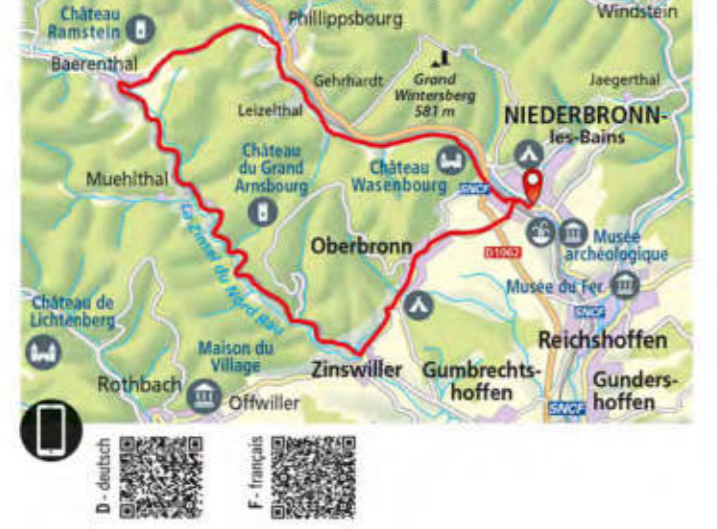 Château
Ramstein
Phillippsbourg
Windstein
Baerenthal
Gehrhardt
Grand
Wintersberg
581 m
Jaegerthal
Leizelthal
NIEDERBRONN-
les-Bains
Château
du Grand
Arnsbourg
Château
Wasenbourg
SNCF
Muehlthal
La Zinsel du Nord
Oberbronn
D1062
Musée
archéologique
Musée du Fer
SNCF
Château de
Lichtenberg
Maison du
Village
Zinswiller
Reichshoffen
Gumbrechts-
hoffen
Gunders-
hoffen
SNCF
Rothbach
Offwiller
D - deutsch
F - français